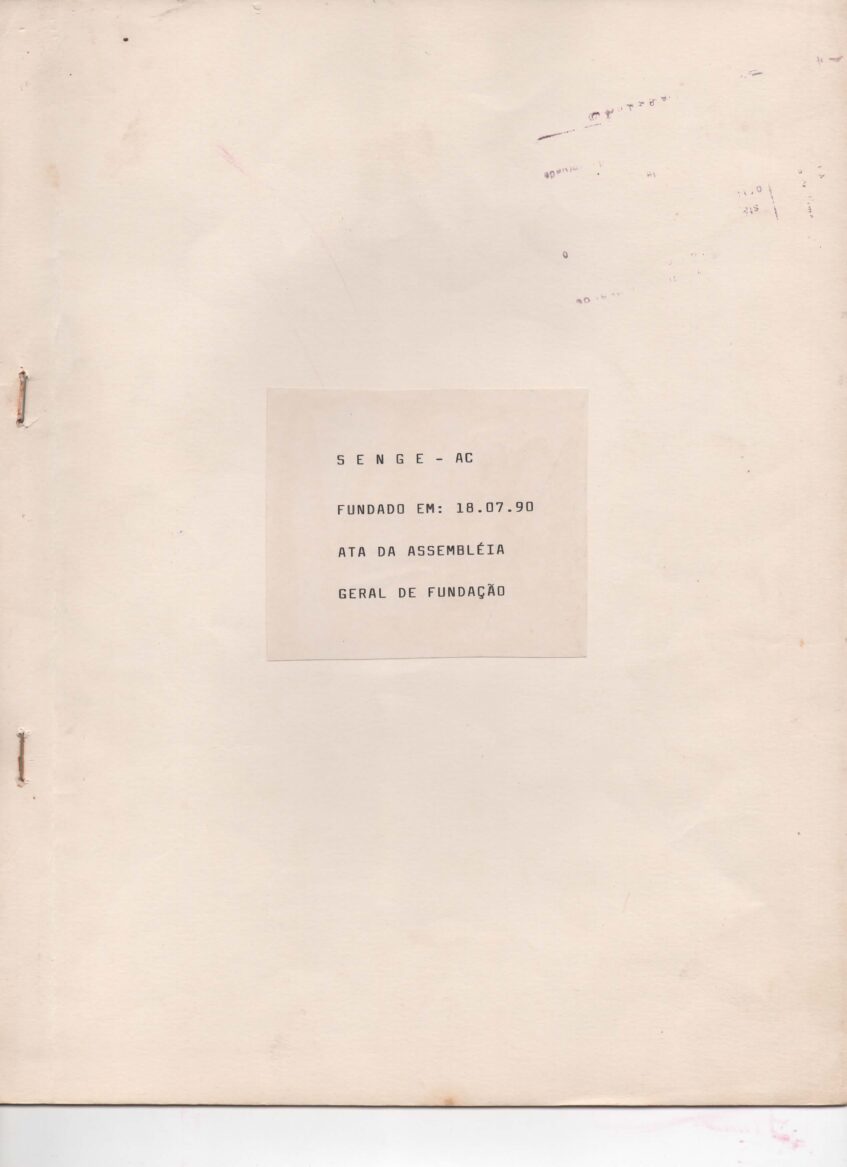 S E N G E - AC
FUNDADO EM: 18.07.90
ATA DA ASSEMBLÉIA
GERAL DE FUNDAÇÃO